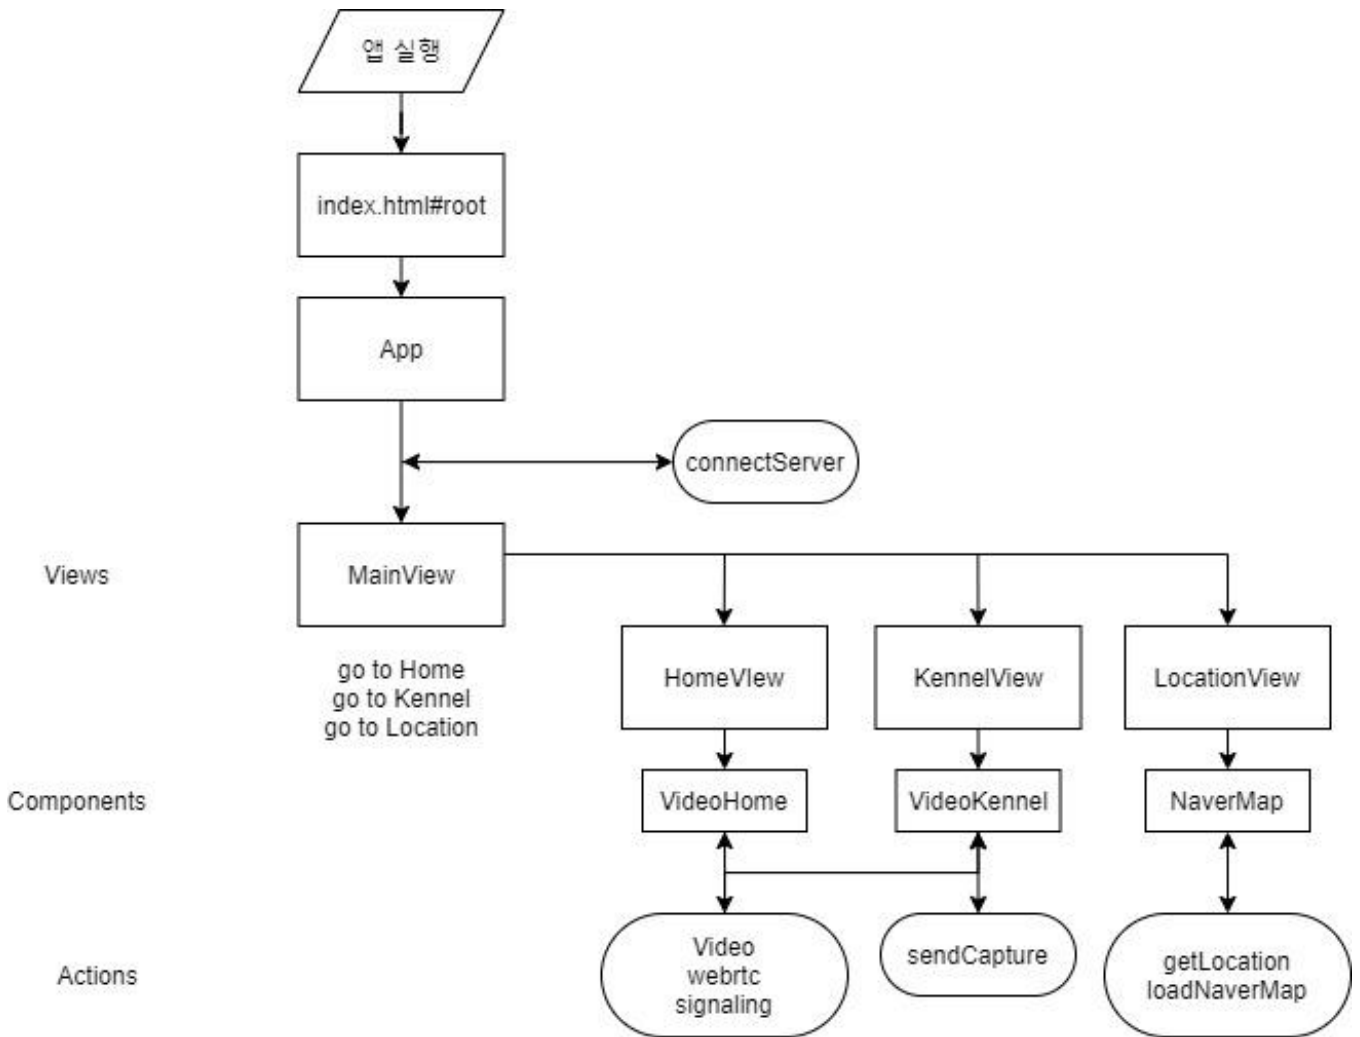 앱 실행
index.html#root
App
connectServer
Views
MainView
go to Home
go to Kennel
go to Location
HomeVIew
KennelView
LocationView
Components
VideoHome
VideoKennel
NaverMap
Actions
Video
webrtc
signaling
sendCapture
getLocation
loadNaverMap